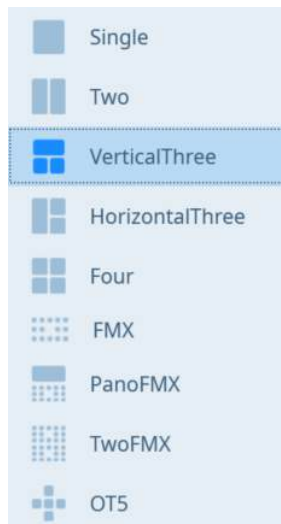 Single
Two
VerticalThree
HorizontalThree
Four
FMX
PanoFMX
TwoFMX
OT5